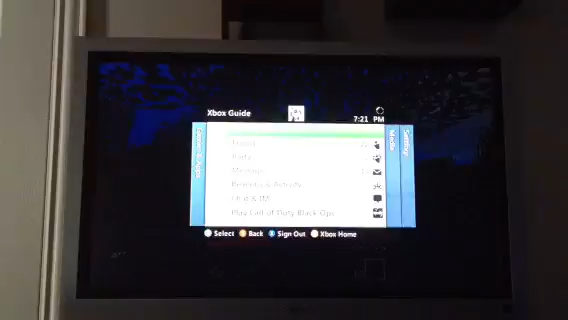 Xbox Guide
7:21 PM
Games & Apps
Media
Settings
Friends
Party
Messages
Beacons & Activity
Chat & IM
Play Call of Duty Black Ops
Select Back Sign Out Xbox Home